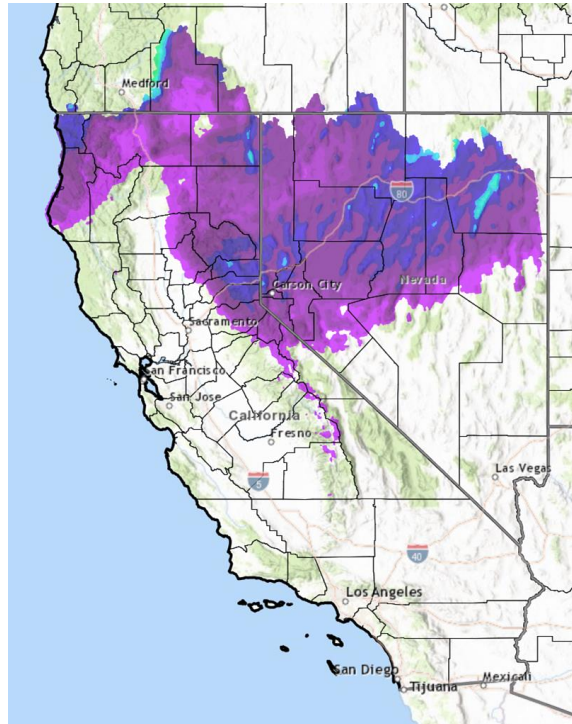 Medford
80
Carson City
Nevada
Sacramento
San Francisco
San Jose
California
Fresno
5
Las Vegas
40
Los Angeles
San Diego
Tijuana
Mexicali